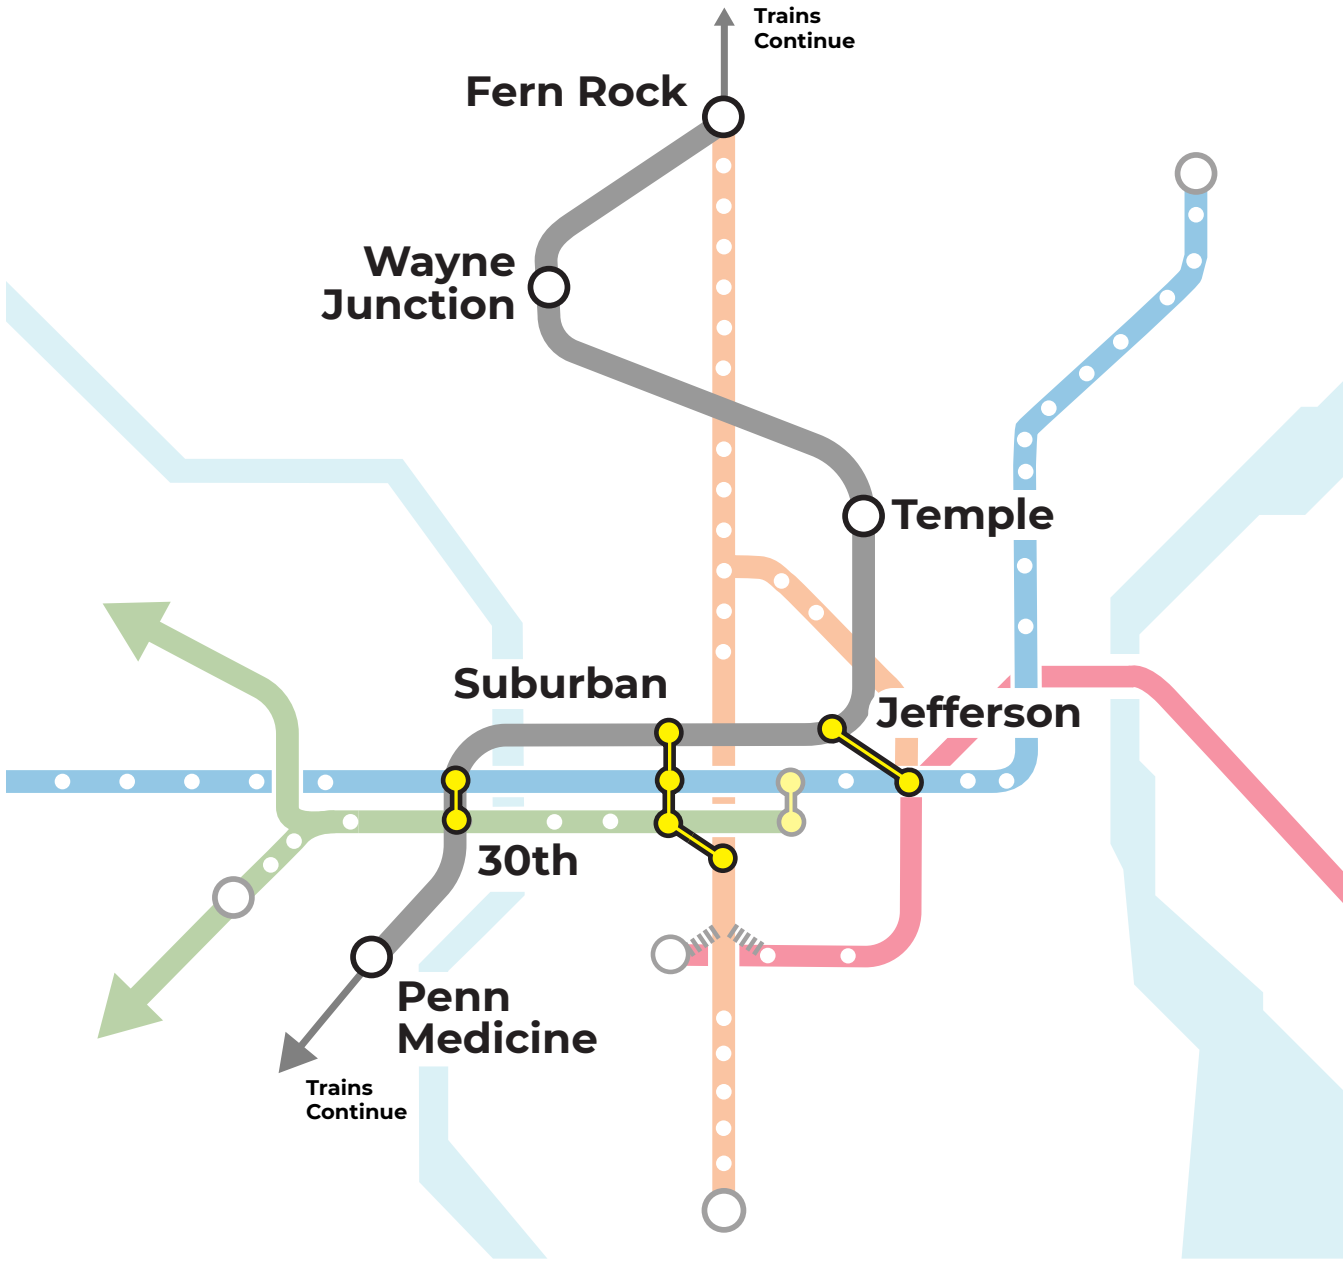 Trains
Continue
Fern Rock
Wayne
Junction
Temple
Suburban
Jefferson
30th
Penn
Medicine
Trains
Continue